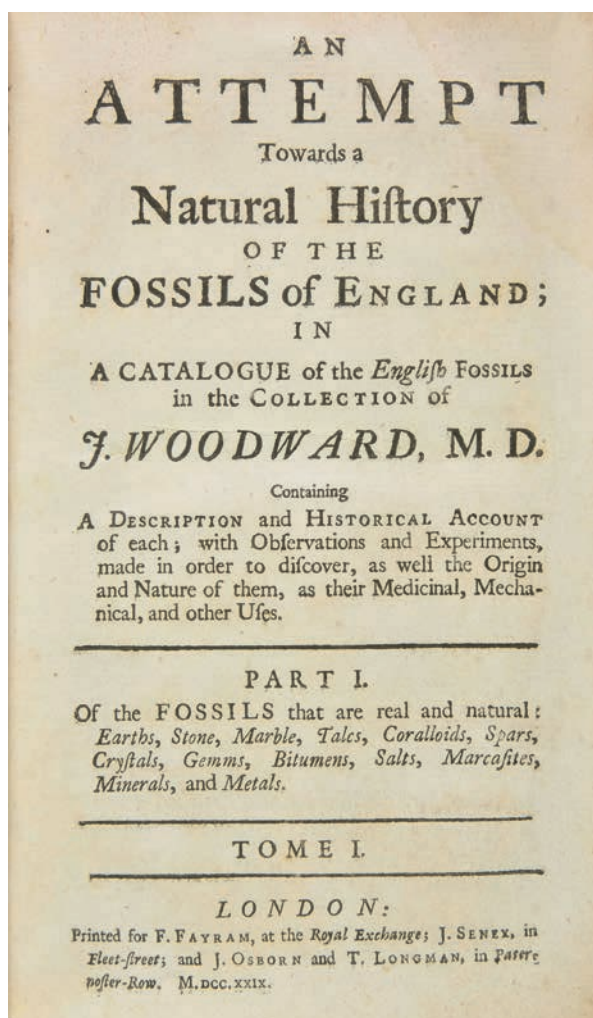 AN
ATTEMPT
Towards a
Natural Hiſtory
OF THE
FOSSILS of ENGLAND;
IN
A CATALOGUE of the Engliſh FOSSILS
in the COLLECTION of
J. WOODWARD, M. D.
Containing
A DESCRIPTION and HISTORICAL ACCOUNT
of each; with Obſervations and Experiments,
made in order to diſcover, as well the Origin
and Nature of them, as their Medicinal, Mecha-
nical, and other Uſes.
PART I.
Of the FOSSILS that are real and natural:
Earths, Stone, Marble, Talcs, Coralloids, Spars,
Cryſtals, Gemms, Bitumens, Salts, Marcaſites,
Minerals, and Metals.
TOME I.
LONDON:
Printed for F. FAYRAM, at the Royal Exchange; J. SENEX, in
Fleet-ſtreet; and J. OSBORN and T. LONGMAN, in Pater-
noſter-Row. M.DCC.XXIX.